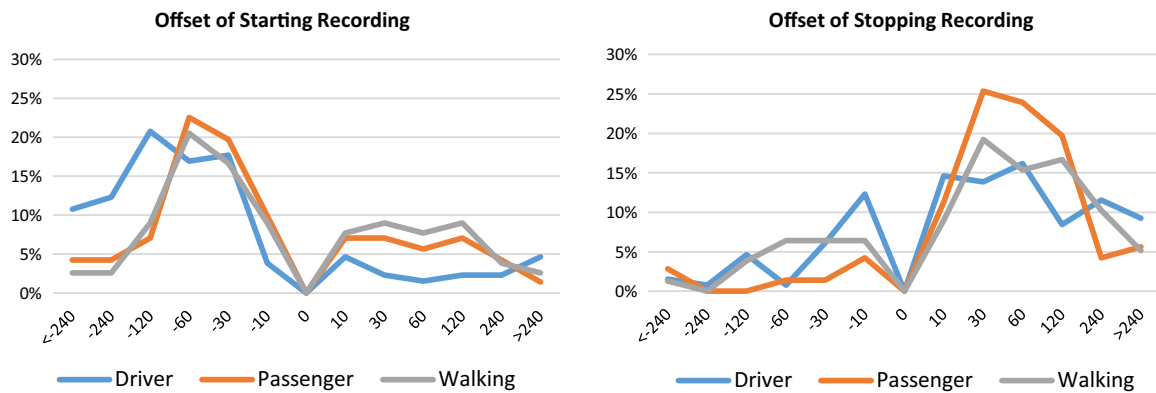 Offset of Starting Recording
30%
25%
20%
15%
10%
5%
0%
<-240 -240 -120 -60 -30 -10 0 10 30 60 120 240 >240
Driver Passenger Walking
Offset of Stopping Recording
30%
25%
20%
15%
10%
5%
0%
<-240 -240 -120 -60 -30 -10 0 10 30 60 120 240 >240
Driver Passenger Walking